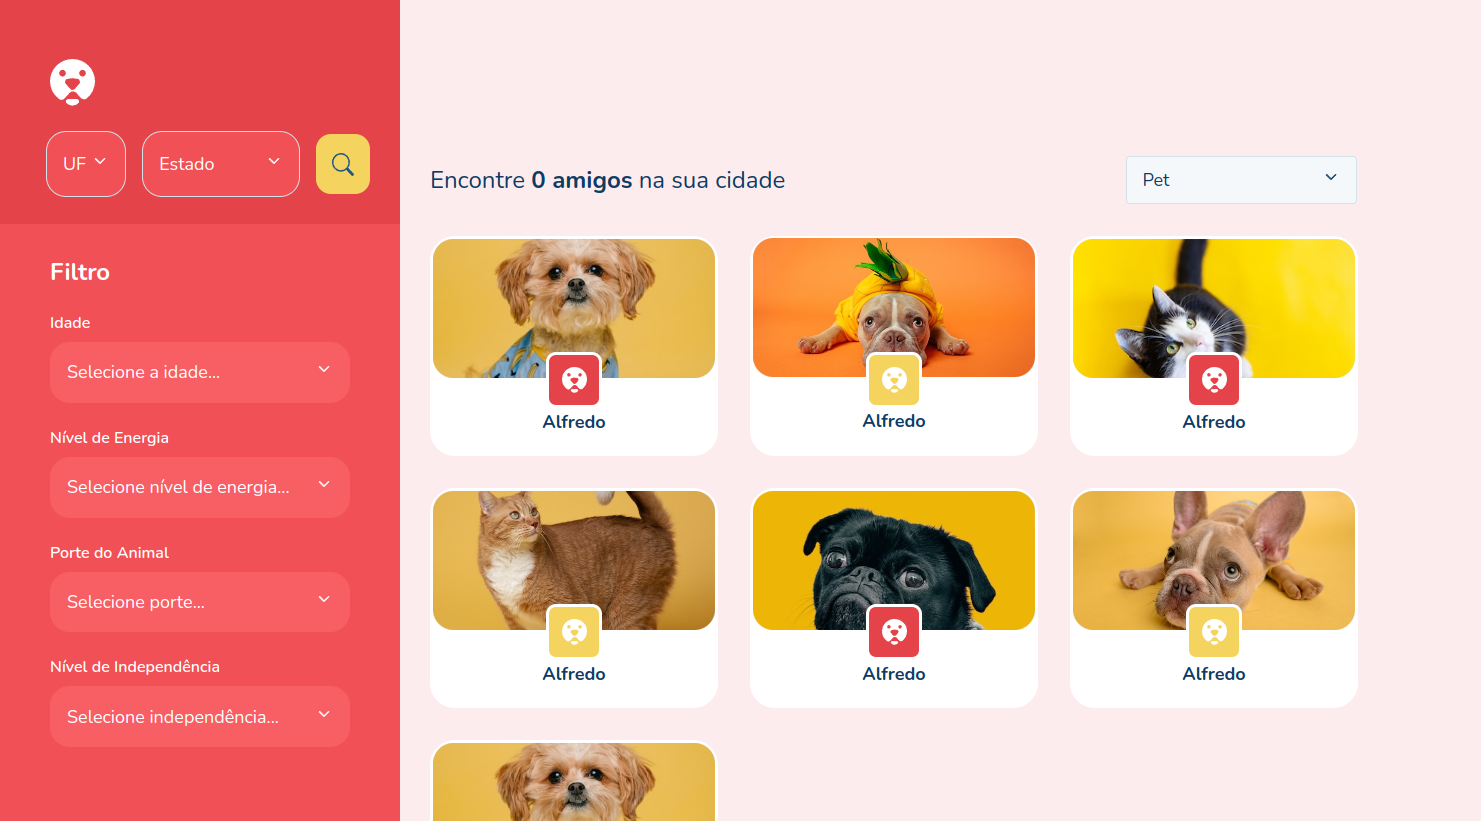 UF
Estado
Filtro
Idade
Selecione a idade...
Nível de Energia
Selecione nível de energia...
Porte do Animal
Selecione porte...
Nível de Independência
Selecione independência...
Encontre 0 amigos na sua cidade
Pet
Alfredo
Alfredo
Alfredo
Alfredo
Alfredo
Alfredo